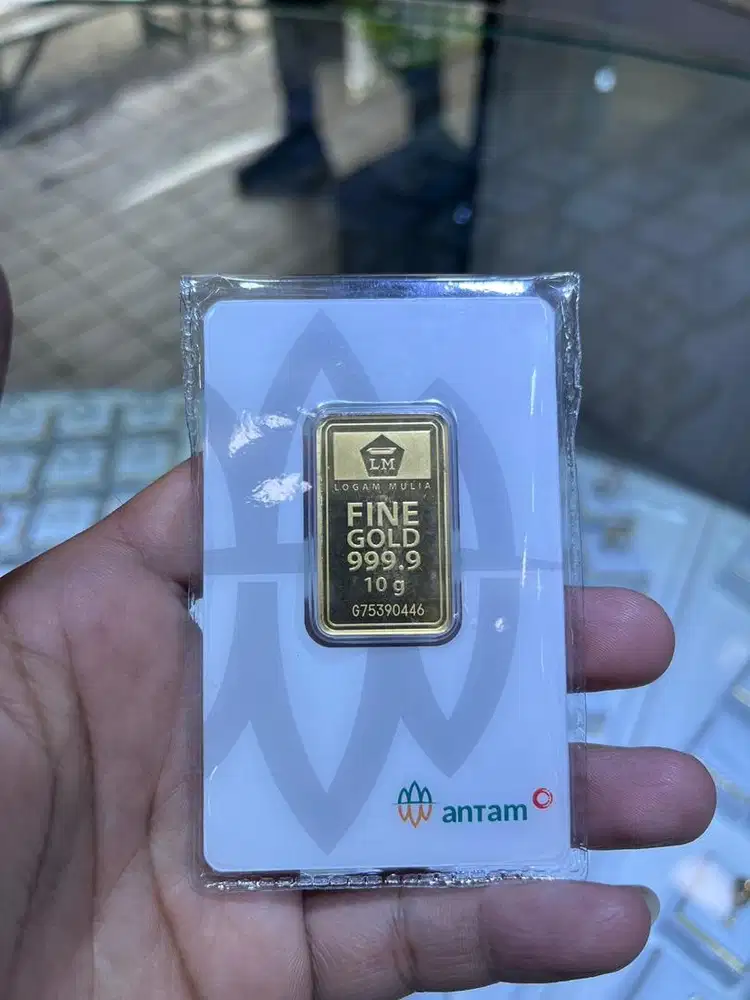 LM
LOGAM MULIA
FINE
GOLD
999.9
10 g
G75390446
antam